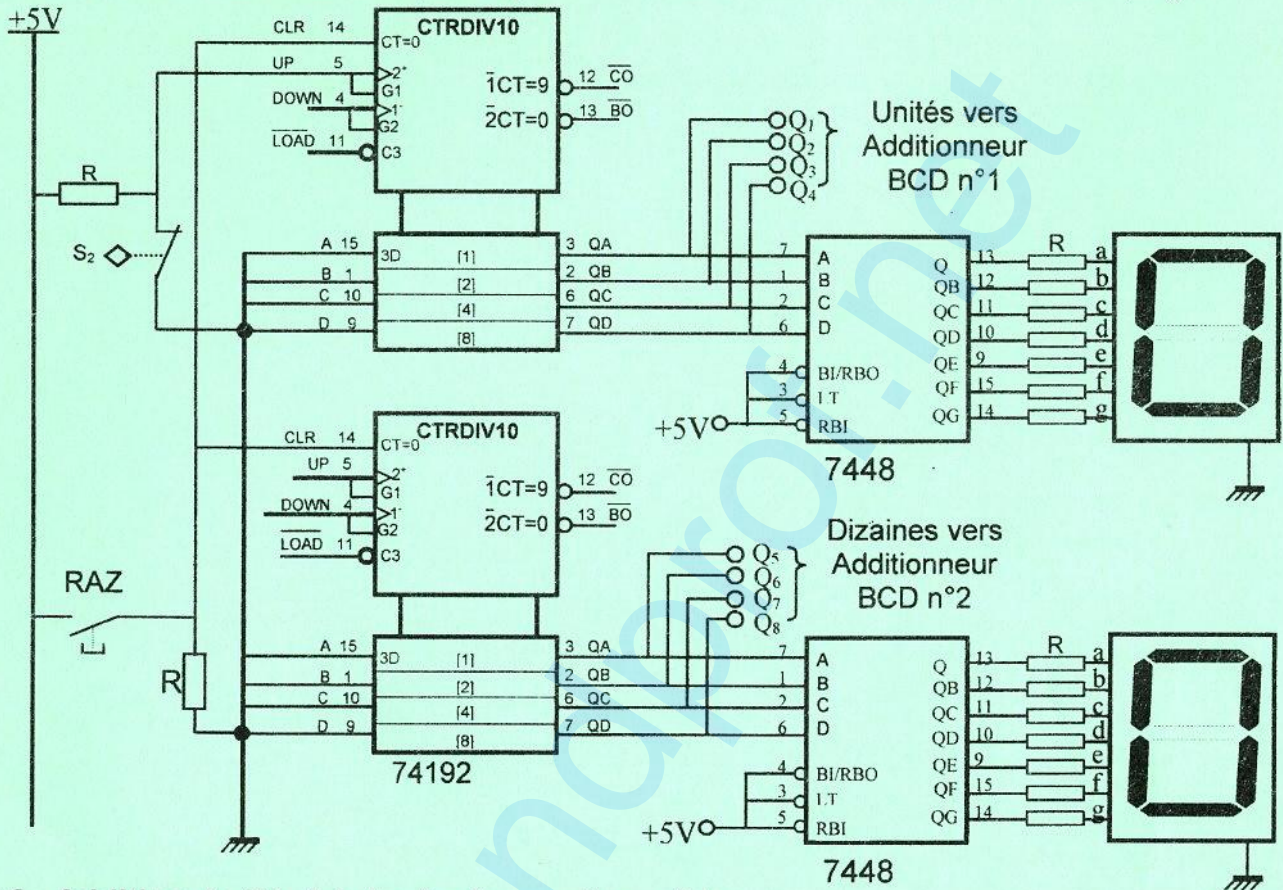 +5V
CLR 14
CT=0
CTRDIV10
UP 5
2⁺
G1
DOWN 4
1⁻
G2
LOAD 11
C3
1CT=9
12 CO
2CT=0
13 BO
Q₁
Q₂
Q₃
Q₄
Unités vers
Additionneur
BCD n°1
R
S₂
A 15
3D
[1]
3 QA
B 1
[2]
2 QB
C 10
[4]
6 QC
D 9
[8]
7 QD
7 A
1 B
2 C
6 D
4 BI/RBO
3 LT
5 RBI
+5V
Q 13 R a
QB 12 b
QC 11 c
QD 10 d
QE 9 e
QF 15 f
QG 14 g
7448
CLR 14
CT=0
CTRDIV10
UP 5
2⁺
G1
DOWN 4
1⁻
G2
LOAD 11
C3
1CT=9
12 CO
2CT=0
13 BO
Dizaines vers
Additionneur
BCD n°2
Q₅
Q₆
Q₇
Q₈
RAZ
R
A 15
3D
[1]
3 QA
B 1
[2]
2 QB
C 10
[4]
6 QC
D 9
[8]
7 QD
74192
7 A
1 B
2 C
6 D
4 BI/RBO
3 LT
5 RBI
+5V
Q 13 R a
QB 12 b
QC 11 c
QD 10 d
QE 9 e
QF 15 f
QG 14 g
7448
ndprof.net